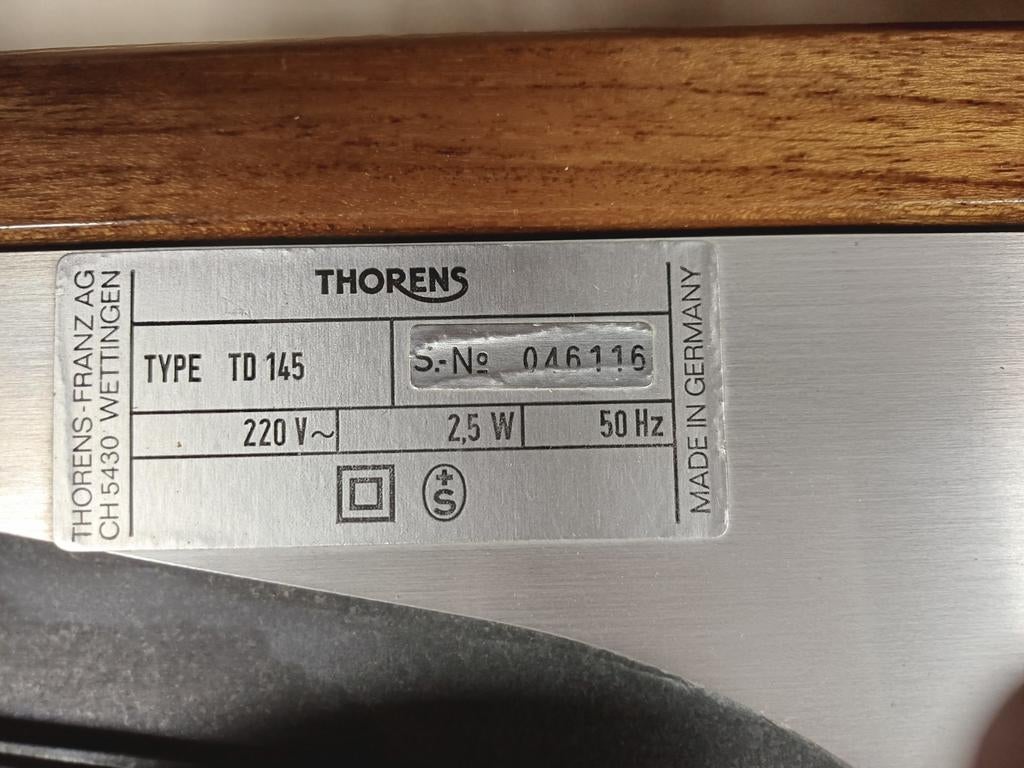 THORENS
THORENS-FRANZ AG
CH 5430 WETTINGEN
TYPE TD 145
S.-Nº 046116
220 V~
2,5 W
50 Hz
+S
MADE IN GERMANY